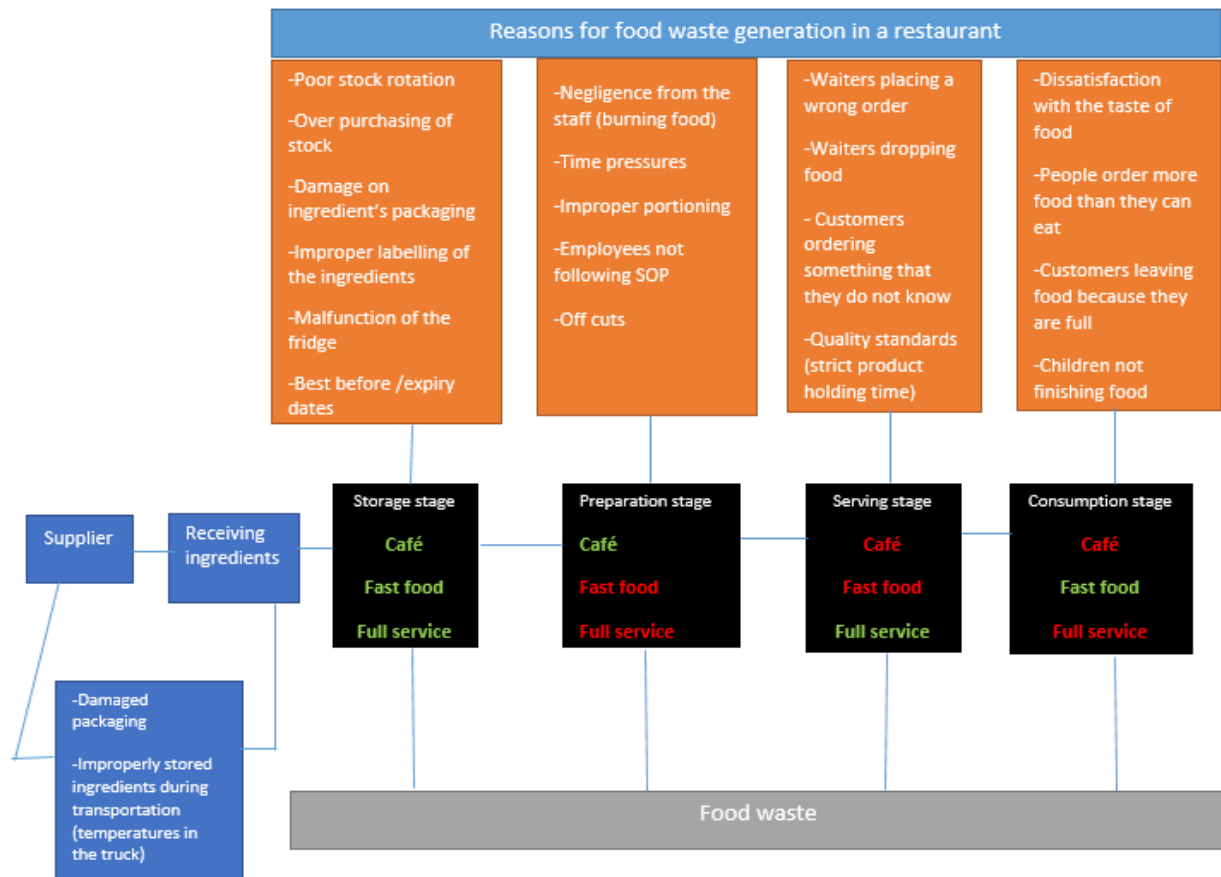 Reasons for food waste generation in a restaurant
-Poor stock rotation
-Over purchasing of
stock
-Damage on
ingredient's packaging
-Improper labelling of
the ingredients
-Malfunction of the
fridge
-Best before /expiry
dates
-Negligence from the
staff (burning food)
-Time pressures
-Improper portioning
-Employees not
following SOP
-Off cuts
-Waiters placing a
wrong order
-Waiters dropping
food
- Customers
ordering
something that
they do not know
-Quality standards
(strict product
holding time)
-Dissatisfaction
with the taste of
food
-People order more
food than they can
eat
-Customers leaving
food because they
are full
-Children not
finishing food
Supplier
Receiving
ingredients
Storage stage
Café
Fast food
Full service
Preparation stage
Café
Fast food
Full service
Serving stage
Café
Fast food
Full service
Consumption stage
Café
Fast food
Full service
-Damaged
packaging
-Improperly stored
ingredients during
transportation
(temperatures in
the truck)
Food waste